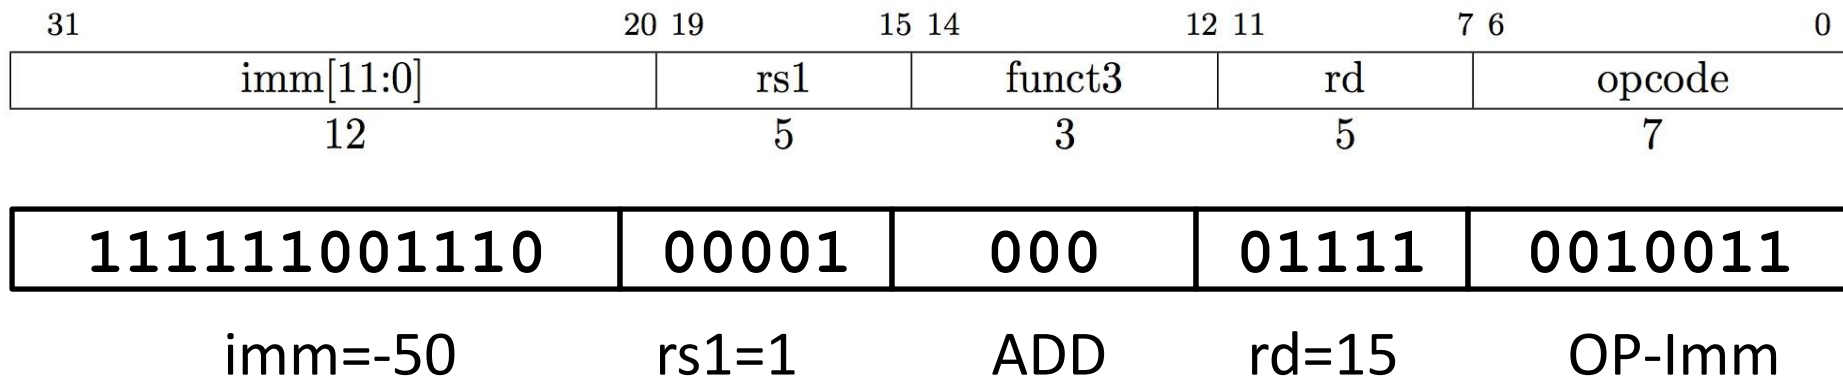 31 20 19 15 14 12 11 7 6 0
imm[11:0] rs1 funct3 rd opcode
12 5 3 5 7
111111001110 00001 000 01111 0010011
imm=-50 rs1=1 ADD rd=15 OP-Imm